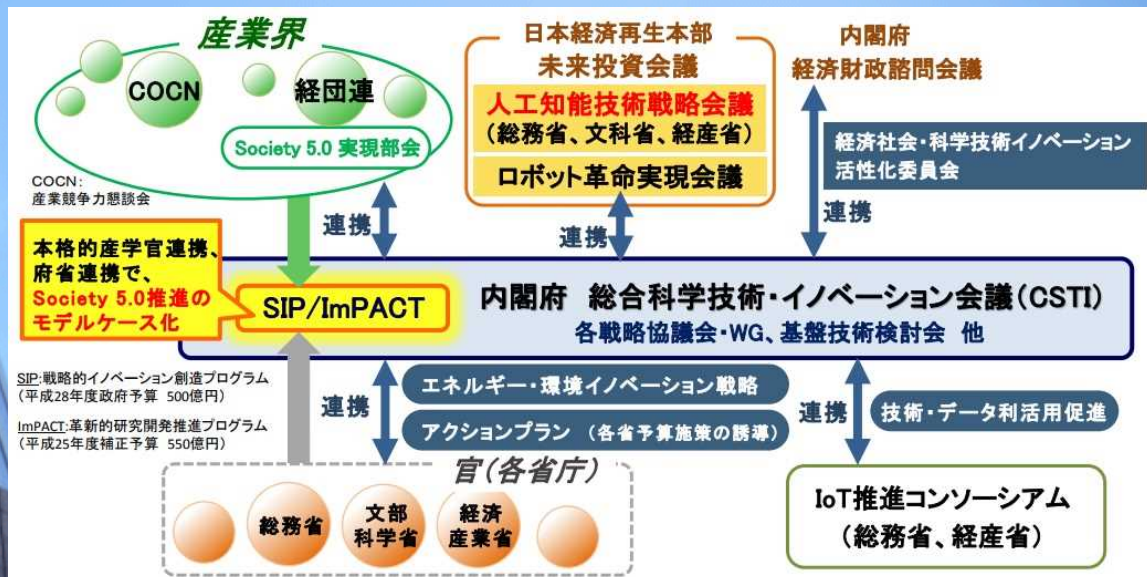 産業界
COCN
経団連
Society 5.0 実現部会
COCN:
産業競争力懇談会
日本経済再生本部
未来投資会議
人工知能技術戦略会議
(総務省、文科省、経産省)
ロボット革命実現会議
内閣府
経済財政諮問会議
経済社会・科学技術イノベーション
活性化委員会
連携
連携
連携
本格的産学官連携、
府省連携で、
Society 5.0推進の
モデルケース化
SIP/ImPACT
内閣府 総合科学技術・イノベーション会議(CSTI)
各戦略協議会・WG、基盤技術検討会 他
SIP:戦略的イノベーション創造プログラム
(平成28年度政府予算 500億円)
ImPACT:革新的研究開発推進プログラム
(平成25年度補正予算 550億円)
連携
エネルギー・環境イノベーション戦略
アクションプラン (各省予算施策の誘導)
連携
技術・データ利活用促進
官(各省庁)
総務省
文部
科学省
経済
産業省
IoT推進コンソーシアム
(総務省、経産省)